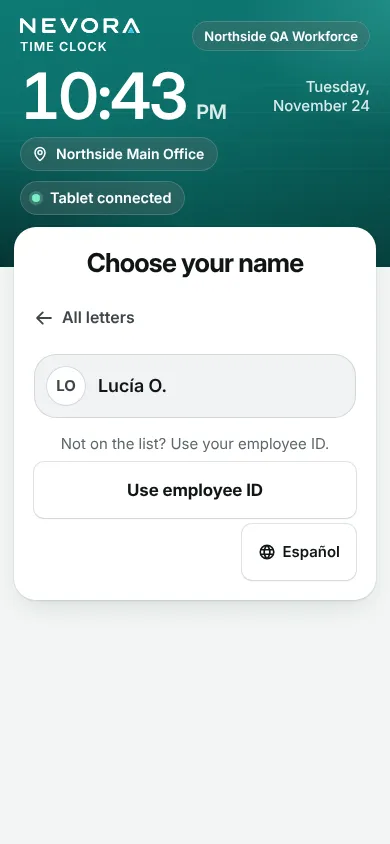 NEVORA
TIME CLOCK
Northside QA Workforce
10:43 PM
Tuesday,
November 24
Northside Main Office
Tablet connected
Choose your name
All letters
LO
Lucía O.
Not on the list? Use your employee ID.
Use employee ID
Español